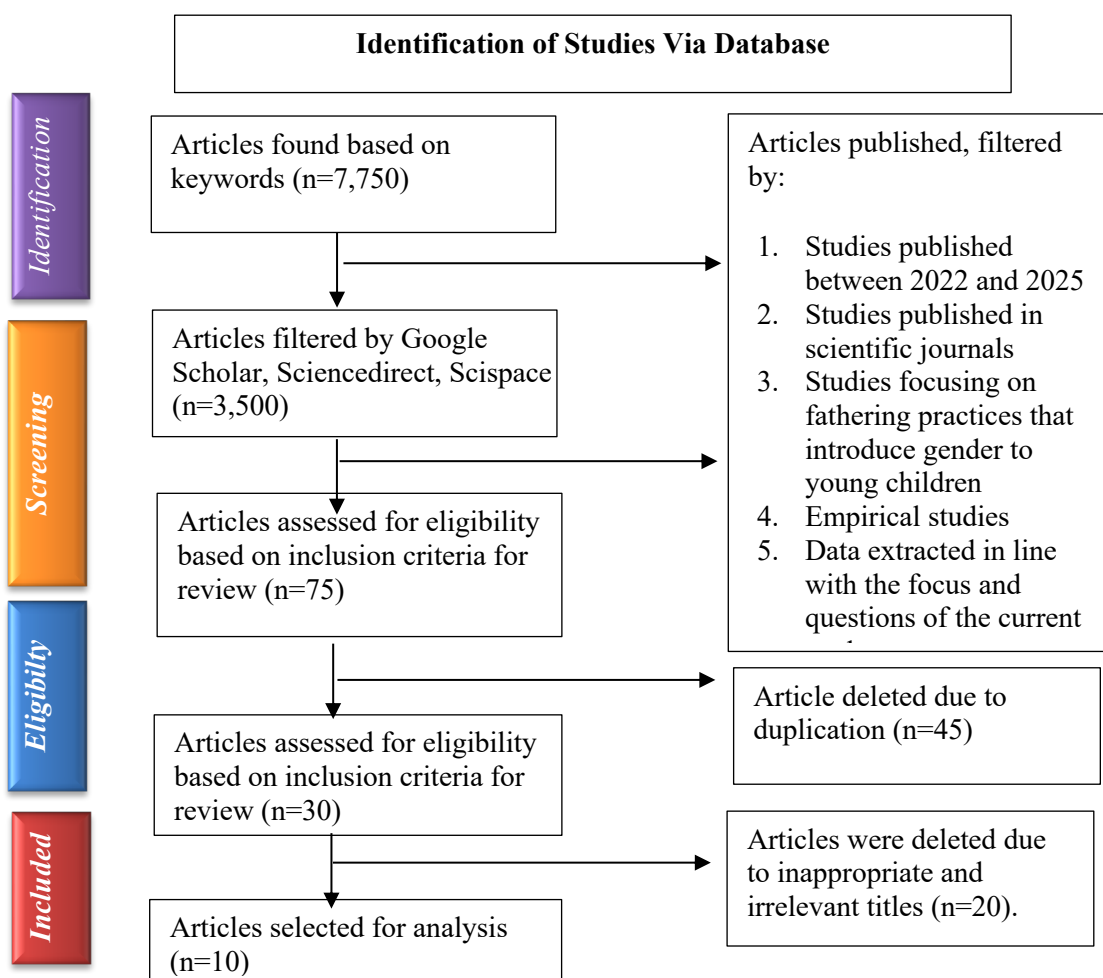 Identification of Studies Via Database
Identification
Articles found based on
keywords (n=7,750)
Articles published, filtered
by:
1. Studies published
between 2022 and 2025
2. Studies published in
scientific journals
3. Studies focusing on
fathering practices that
introduce gender to
young children
4. Empirical studies
5. Data extracted in line
with the focus and
questions of the current
Screening
Articles filtered by Google
Scholar, Sciencedirect, Scispace
(n=3,500)
Articles assessed for eligibility
based on inclusion criteria for
review (n=75)
Eligibilty
Article deleted due to
duplication (n=45)
Articles assessed for eligibility
based on inclusion criteria for
review (n=30)
Included
Articles were deleted due
to inappropriate and
irrelevant titles (n=20).
Articles selected for analysis
(n=10)